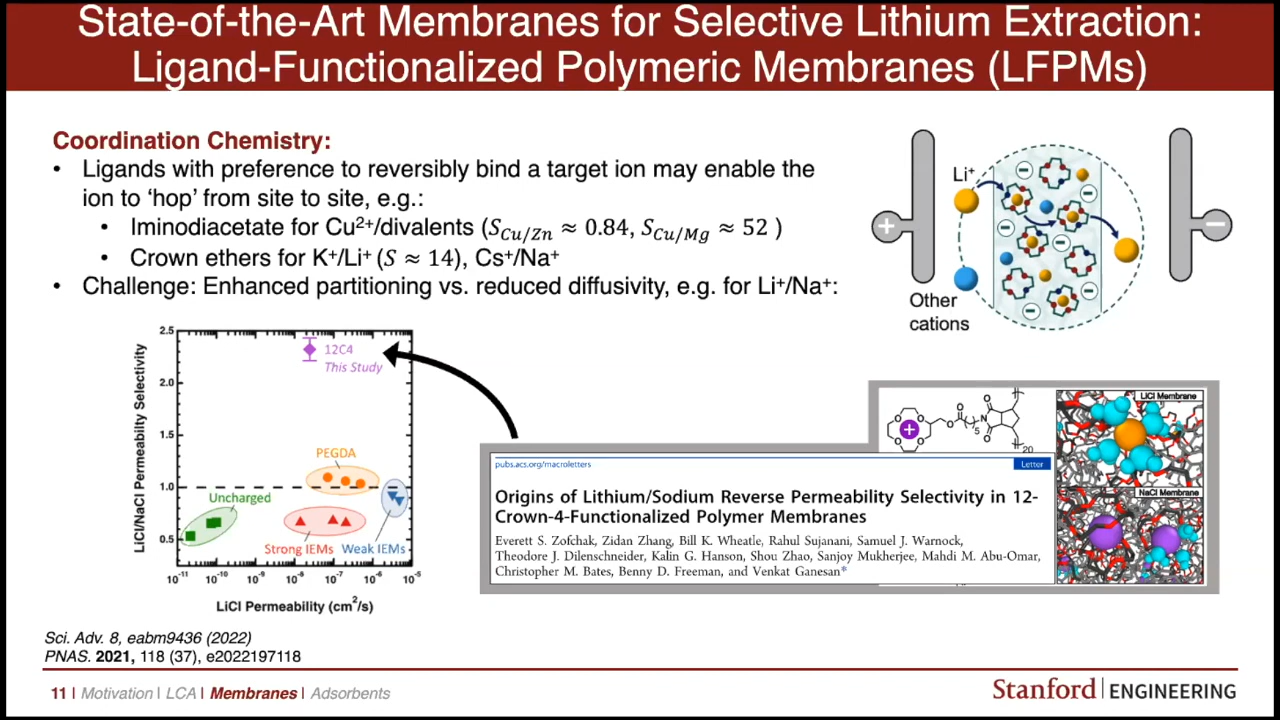 State-of-the-Art Membranes for Selective Lithium Extraction:
Ligand-Functionalized Polymeric Membranes (LFPMs)
Coordination Chemistry:
• Ligands with preference to reversibly bind a target ion may enable the
ion to ‘hop’ from site to site, e.g.:
• Iminodiacetate for Cu²⁺/divalents (S_Cu/Zn ≈ 0.84, S_Cu/Mg ≈ 52 )
• Crown ethers for K⁺/Li⁺ (S ≈ 14), Cs⁺/Na⁺
• Challenge: Enhanced partitioning vs. reduced diffusivity, e.g. for Li⁺/Na⁺:
Li⁺
+
−
Other
cations
LiCl/NaCl Permeability Selectivity
2.5
2.0
1.5
1.0
0.5
12C4
This Study
PEGDA
Uncharged
Strong IEMs
Weak IEMs
10⁻¹¹ 10⁻¹⁰ 10⁻⁹ 10⁻⁸ 10⁻⁷ 10⁻⁶ 10⁻⁵
LiCl Permeability (cm²/s)
O O O O
+
O
O
5
N
O
O
20
LiCl Membrane
NaCl Membrane
pubs.acs.org/macroletters
Letter
Origins of Lithium/Sodium Reverse Permeability Selectivity in 12-
Crown-4-Functionalized Polymer Membranes
Everett S. Zofchak, Zidan Zhang, Bill K. Wheatle, Rahul Sujanani, Samuel J. Warnock,
Theodore J. Dilenschneider, Kalin G. Hanson, Shou Zhao, Sanjoy Mukherjee, Mahdi M. Abu-Omar,
Christopher M. Bates, Benny D. Freeman, and Venkat Ganesan*
Sci. Adv. 8, eabm9436 (2022)
PNAS. 2021, 118 (37), e2022197118
11 | Motivation | LCA | Membranes | Adsorbents
Stanford | ENGINEERING